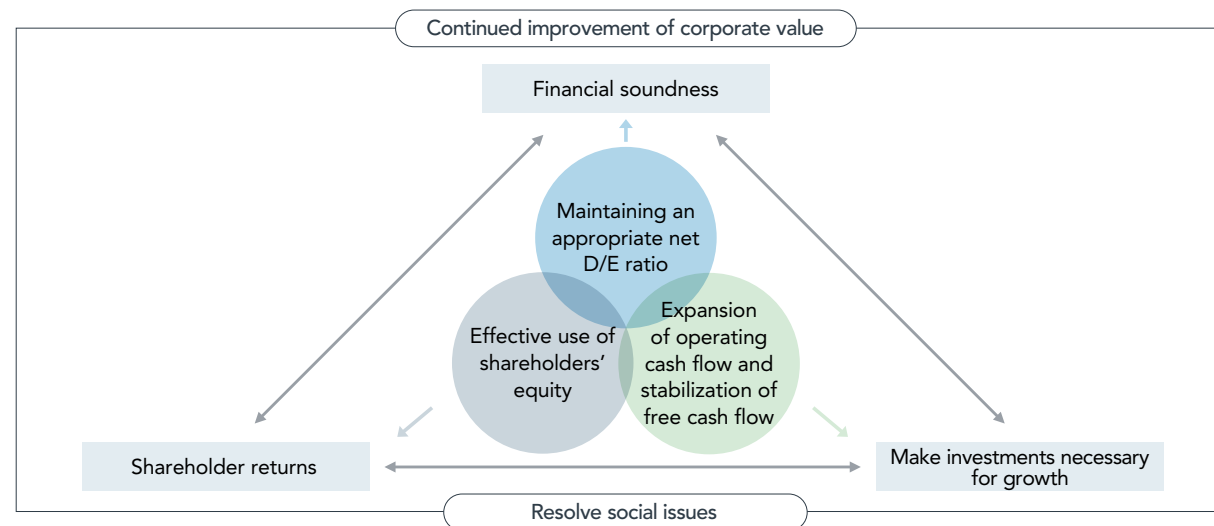 Continued improvement of corporate value
Financial soundness
Maintaining an
appropriate net
D/E ratio
Effective use of
shareholders’
equity
Expansion
of operating
cash flow and
stabilization of
free cash flow
Shareholder returns
Make investments necessary
for growth
Resolve social issues